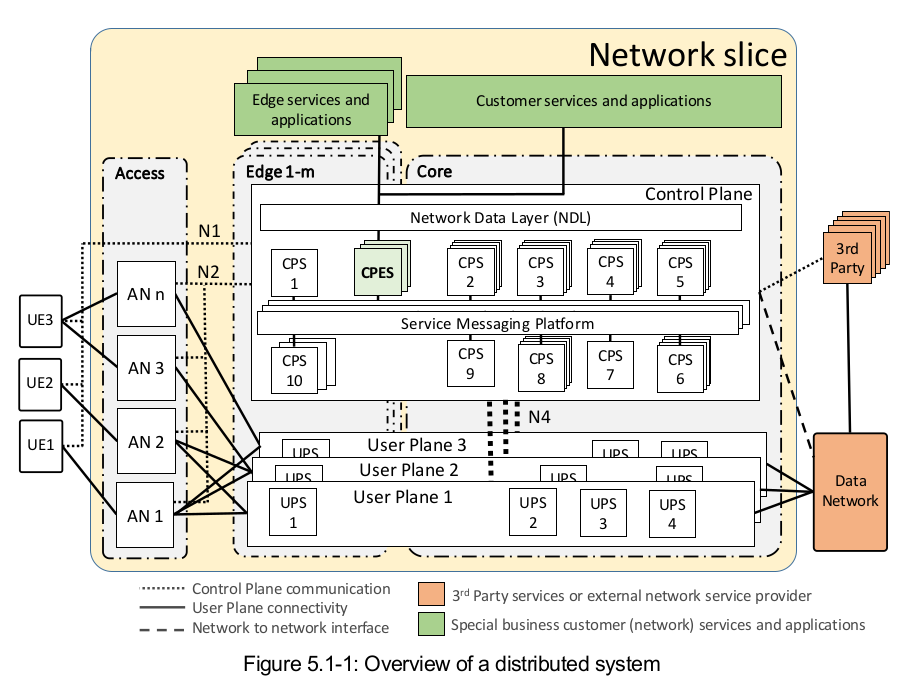 Network slice
Edge services and
applications
Customer services and applications
Access
Edge 1-m
Core
Control Plane
Network Data Layer (NDL)
N1
N2
CPS
1
CPES
CPS
2
CPS
3
CPS
4
CPS
5
3rd
Party
Service Messaging Platform
CPS
10
CPS
9
CPS
8
CPS
7
CPS
6
UE3
UE2
UE1
AN n
AN 3
AN 2
AN 1
N4
User Plane 3
UPS
UPS
UPS
User Plane 2
UPS
UPS
UPS
User Plane 1
UPS
1
UPS
2
UPS
3
UPS
4
Data
Network
Control Plane communication
User Plane connectivity
Network to network interface
3rd Party services or external network service provider
Special business customer (network) services and applications
Figure 5.1-1: Overview of a distributed system